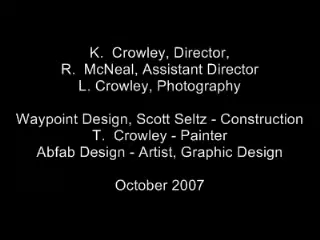 K.  Crowley, Director,
R.  McNeal, Assistant Director
L. Crowley, Photography
Waypoint Design, Scott Seltz - Construction
T.  Crowley - Painter
Abfab Design - Artist, Graphic Design
October 2007